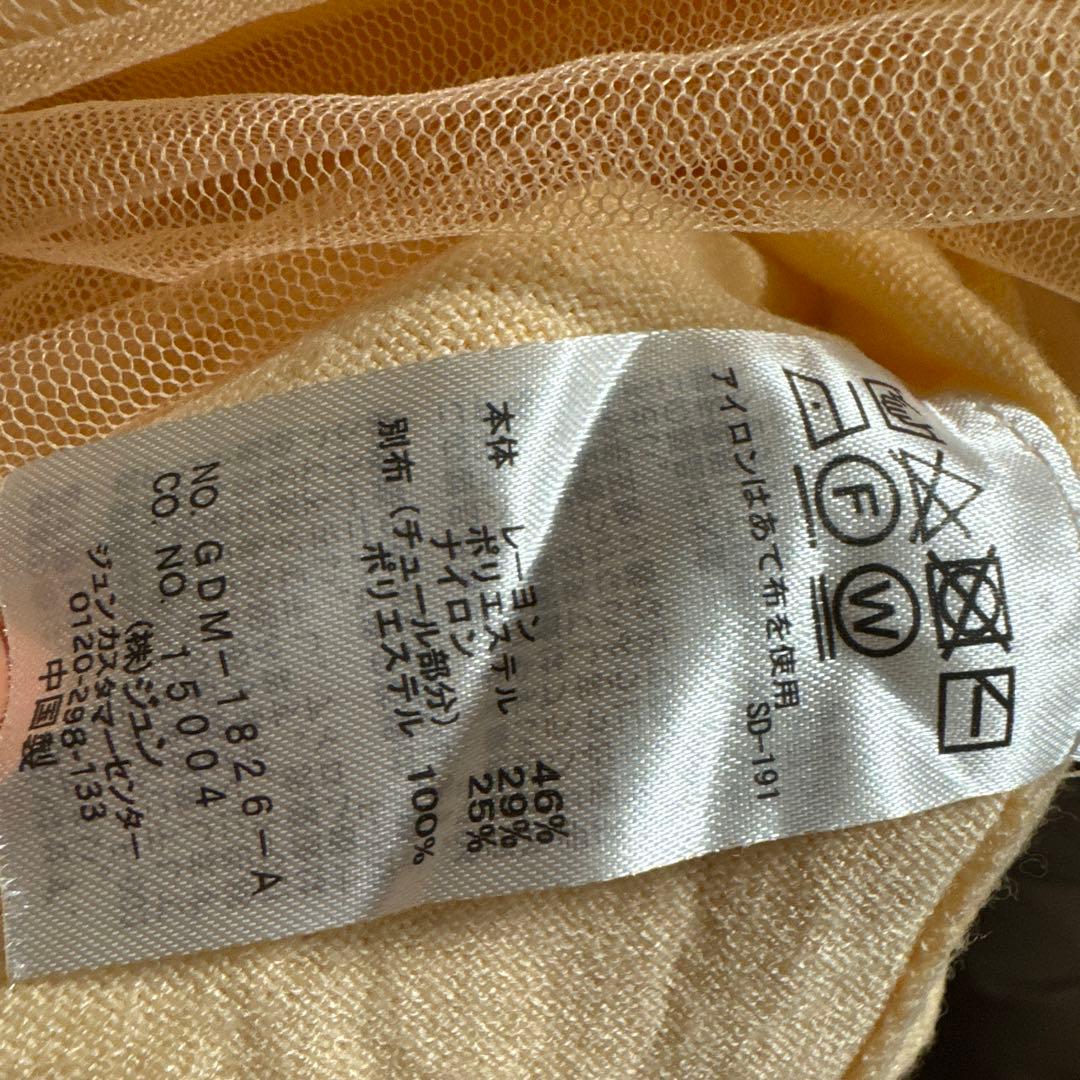 アイロンはあて布を使用
SD-191
本体 レーヨン 46%
ポリエステル 29%
ナイロン 25%
別布(チュール部分)
ポリエステル 100%
NO. GDM-1826-A
CO. NO. 15004
(株)ジュン
ジュンカスタマーセンター
0120-298-133
中国製
F
W